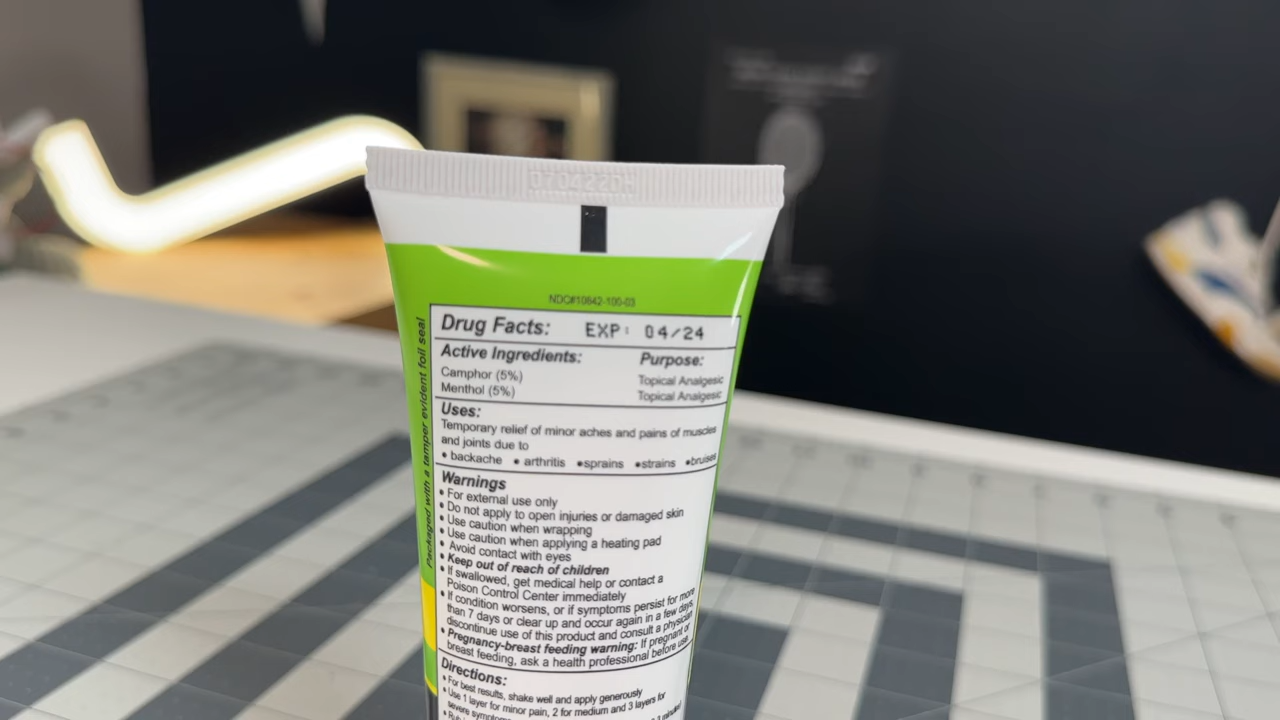 NDC#10842-100-03
Drug Facts: EXP: 04/24
Active Ingredients: Purpose:
Camphor (5%) Topical Analgesic
Menthol (5%) Topical Analgesic
Uses:
Temporary relief of minor aches and pains of muscles
and joints due to
• backache • arthritis •sprains •strains •bruises
Warnings
• For external use only
• Do not apply to open injuries or damaged skin
• Use caution when wrapping
• Use caution when applying a heating pad
• Avoid contact with eyes
• Keep out of reach of children
• If swallowed, get medical help or contact a
Poison Control Center immediately
• If condition worsens, or if symptoms persist for more
than 7 days or clear up and occur again in a few days,
discontinue use of this product and consult a physician
• Pregnancy-breast feeding warning: If pregnant or
breast feeding, ask a health professional before use
Directions:
• For best results, shake well and apply generously
• Use 1 layer for minor pain, 2 for medium and 3 layers for
severe symptoms
Packaged with a tamper evident foil seal